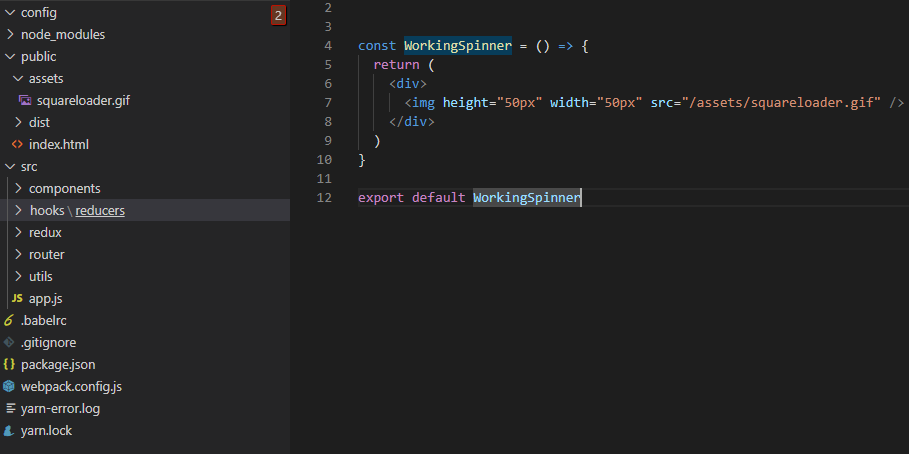 config
2
node_modules
public
assets
squareloader.gif
dist
index.html
src
components
hooks \ reducers
redux
router
utils
JS app.js
.babelrc
.gitignore
{} package.json
webpack.config.js
yarn-error.log
yarn.lock
2
3
4 const WorkingSpinner = () => {
5 return (
6 <div>
7 <img height="50px" width="50px" src="/assets/squareloader.gif" />
8 </div>
9 )
10 }
11
12 export default WorkingSpinner